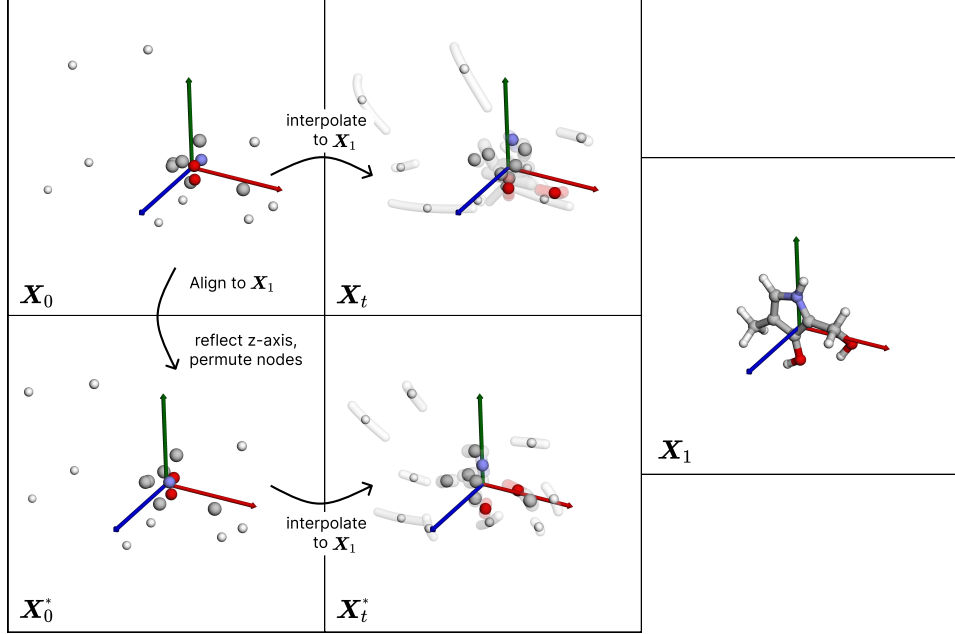 interpolate
to X₁
Align to X₁
X₀
Xₜ
reflect z-axis,
permute nodes
X₁
interpolate
to X₁
X₀*
Xₜ*